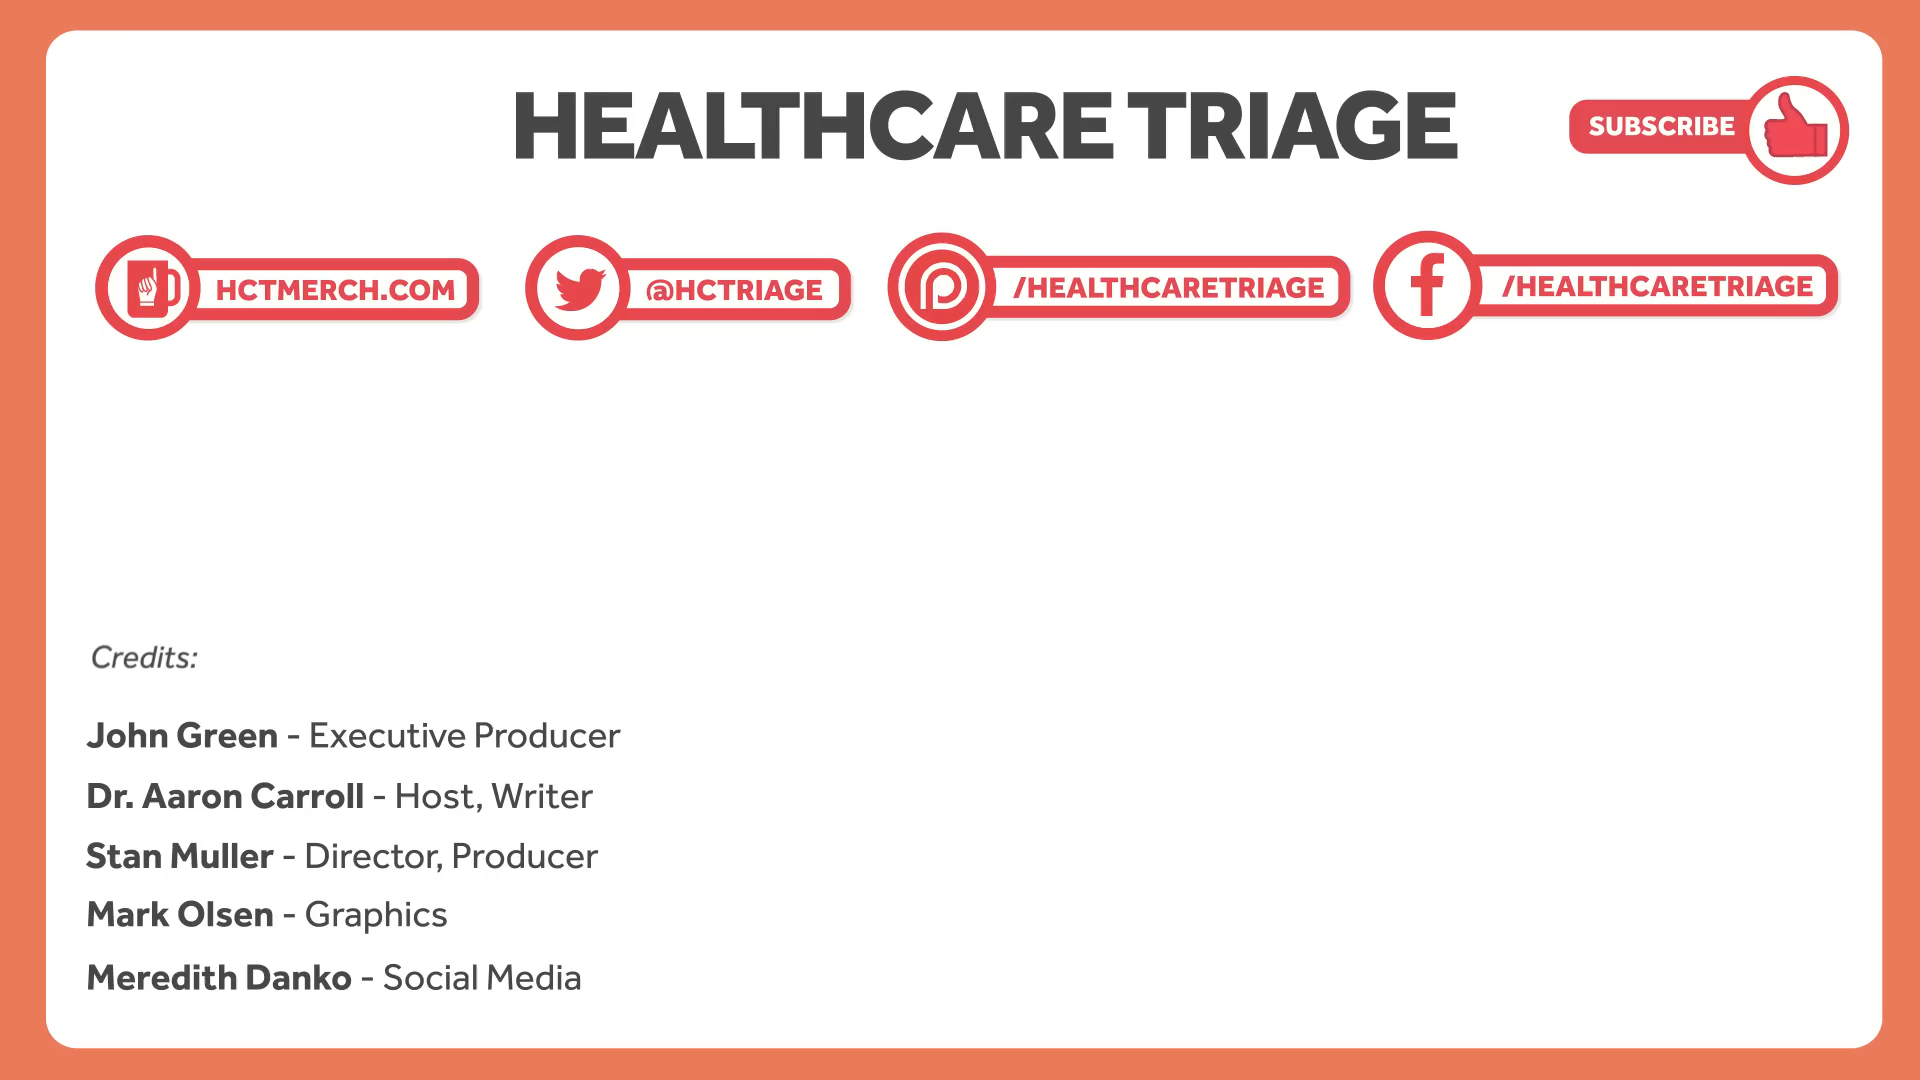 HEALTHCARE TRIAGE
SUBSCRIBE
HCTMERCH.COM
@HCTRIAGE
/HEALTHCARETRIAGE
/HEALTHCARETRIAGE
Credits:
John Green - Executive Producer
Dr. Aaron Carroll - Host, Writer
Stan Muller - Director, Producer
Mark Olsen - Graphics
Meredith Danko - Social Media